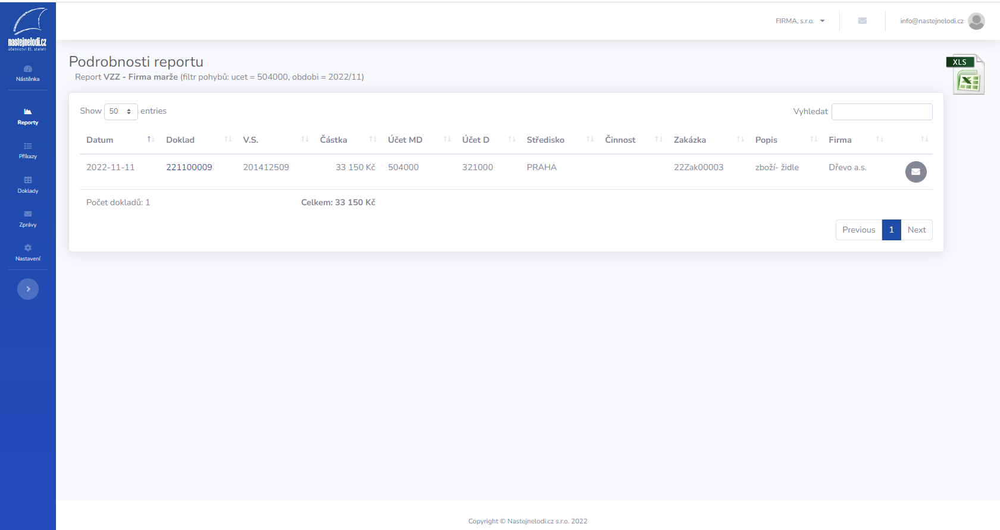 nastejnelodi.cz
účetnictví 21. století
FIRMA, s.r.o.
info@nastejnelodi.cz
Nástěnka
Reporty
Příkazy
Doklady
Zprávy
Nastavení
Podrobnosti reportu
Report VZZ - Firma marže (filtr pohybů: ucet = 504000, obdobi = 2022/11)
XLS
Show 50 entries
Vyhledat
Datum Doklad V.S. Částka Účet MD Účet D Středisko Činnost Zakázka Popis Firma
2022-11-11 221100009 201412509 33 150 Kč 504000 321000 PRAHA 22Zak00003 zboží- židle Dřevo a.s.
Počet dokladů: 1 Celkem: 33 150 Kč
Previous 1 Next
Copyright © Nastejnelodi.cz s.r.o. 2022